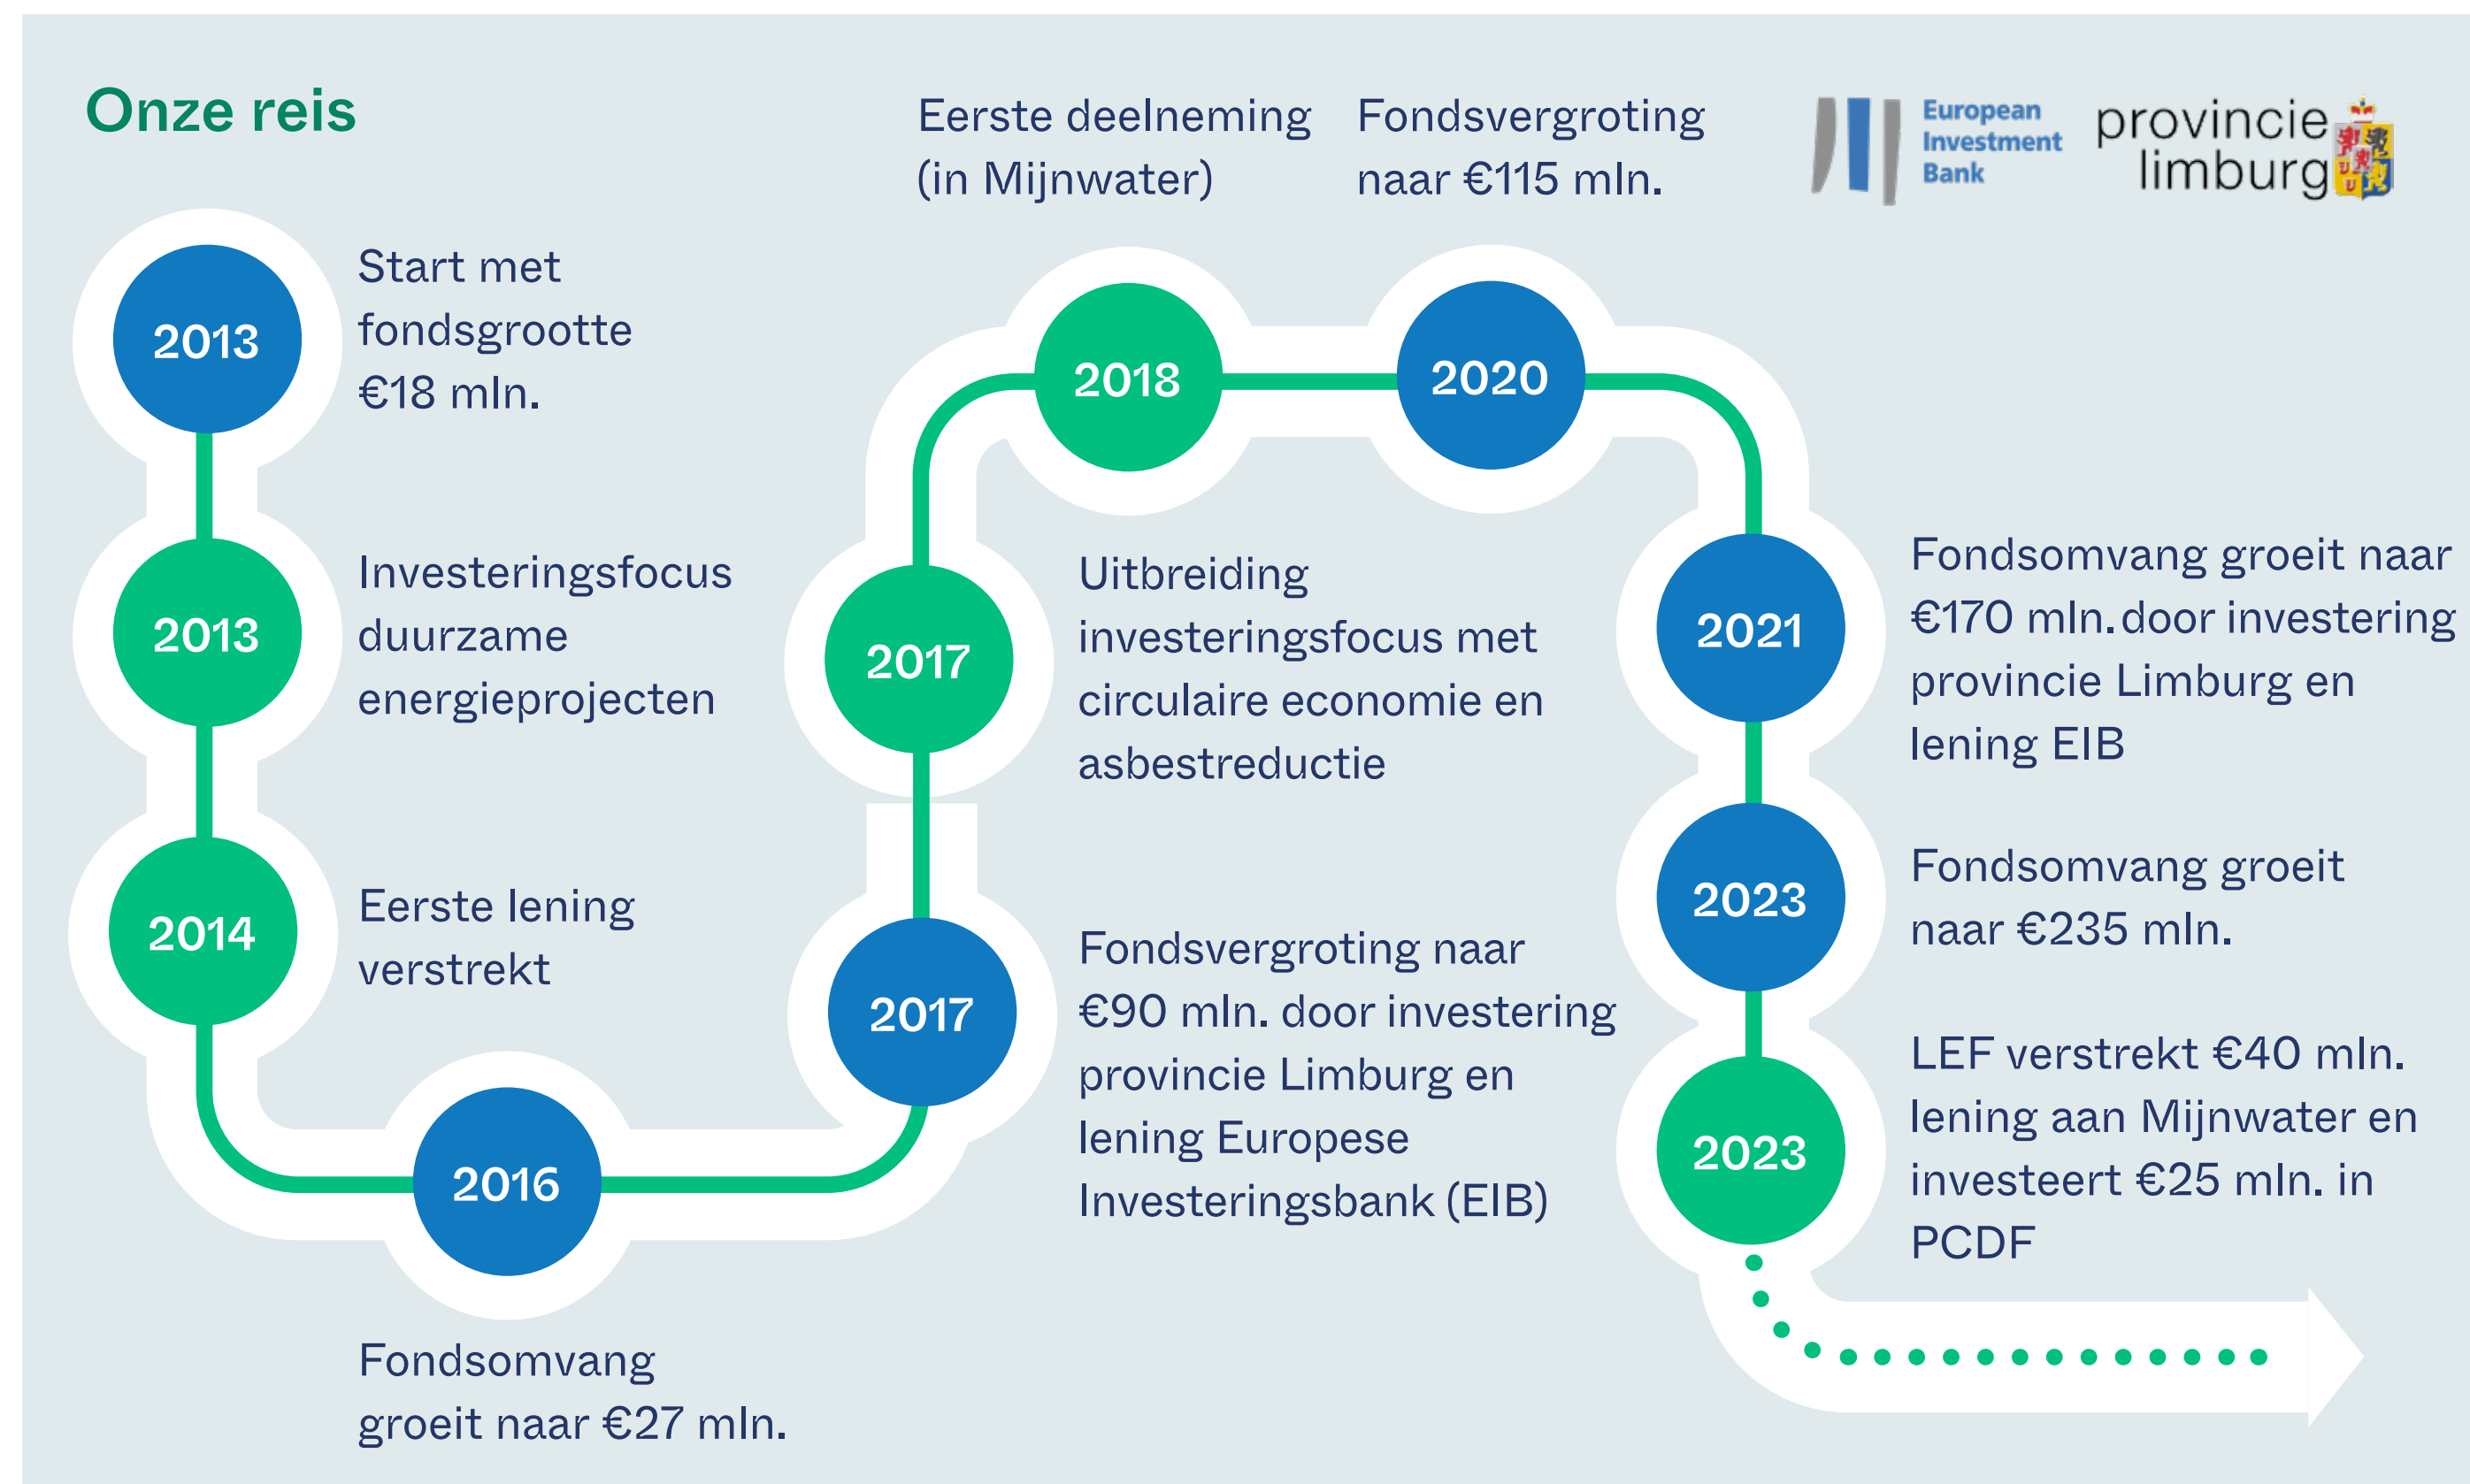 Onze reis
2013
Start met
fondsgrootte
€18 mln.
2013
Investeringsfocus
duurzame
energieprojecten
2014
Eerste lening
verstrekt
2016
Fondsomvang
groeit naar €27 mln.
2017
Fondsvergroting naar
€90 mln. door investering
provincie Limburg en
lening Europese
Investeringsbank (EIB)
2017
Uitbreiding
investeringsfocus met
circulaire economie en
asbestreductie
Eerste deelneming
(in Mijnwater)
2018
Fondsvergroting
naar €115 mln.
2020
European
Investment
Bank
provincie
limburg
2021
Fondsomvang groeit naar
€170 mln. door investering
provincie Limburg en
lening EIB
2023
Fondsomvang groeit
naar €235 mln.
2023
LEF verstrekt €40 mln.
lening aan Mijnwater en
investeert €25 mln. in
PCDF